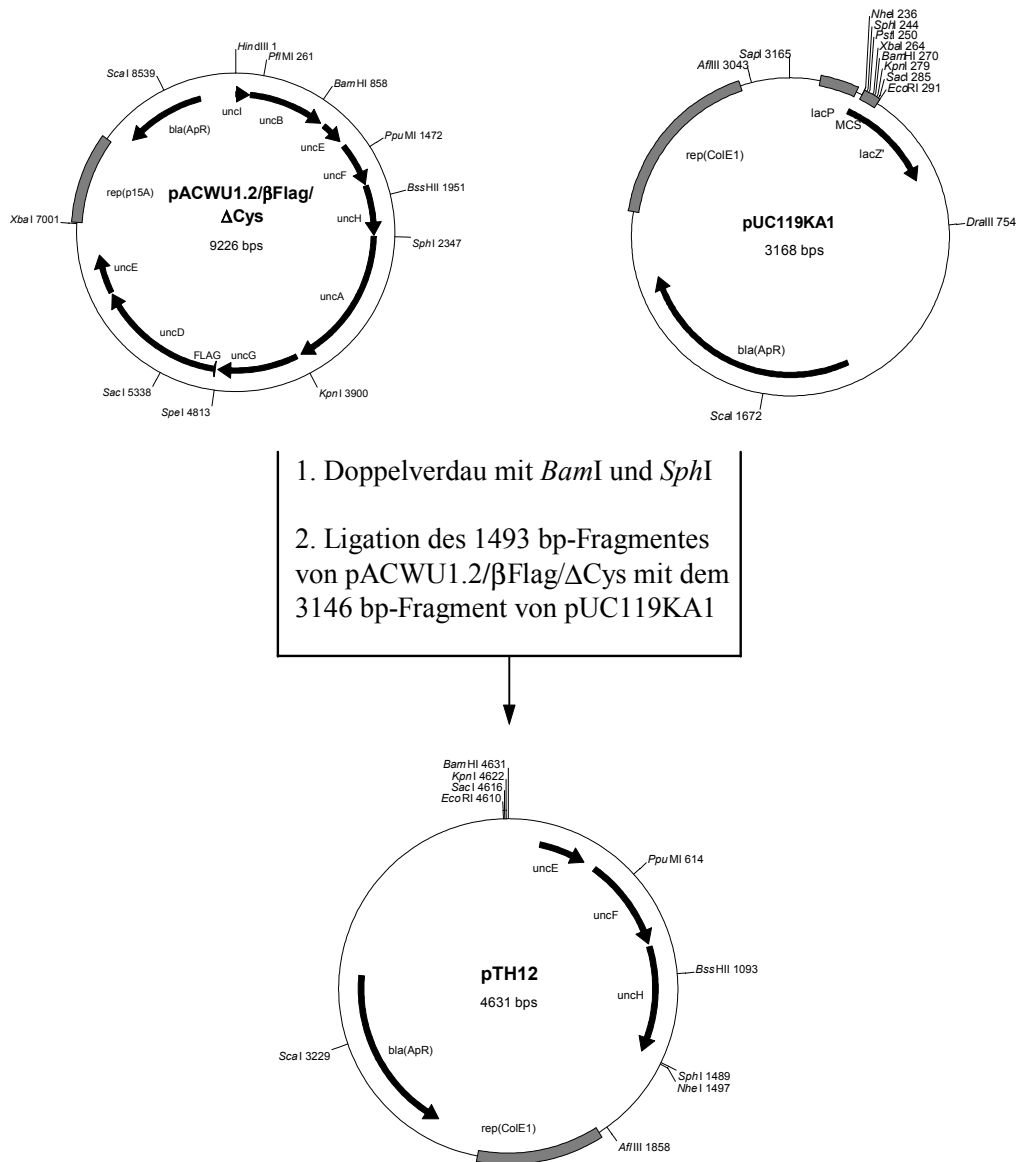 HindIII 1
PflMI 261
BamHI 858
PpuMI 1472
BssHII 1951
SphI 2347
KpnI 3900
SpeI 4813
SacI 5338
XbaI 7001
ScaI 8539
uncI
uncB
uncE
uncF
uncH
uncA
uncG
FLAG
uncD
uncE
rep(p15A)
bla(ApR)
pACWU1.2/βFlag/
ΔCys
9226 bps
NheI 236
SphI 244
PstI 250
XbaI 264
BamHI 270
KpnI 279
SacI 285
EcoRI 291
SapI 3165
AflIII 3043
lacP
MCS
lacZ'
rep(ColE1)
pUC119KA1
3168 bps
DraIII 754
bla(ApR)
ScaI 1672
1. Doppelverdau mit BamI und SphI
2. Ligation des 1493 bp-Fragmentes
von pACWU1.2/βFlag/ΔCys mit dem
3146 bp-Fragment von pUC119KA1
BamHI 4631
KpnI 4622
SacI 4616
EcoRI 4610
uncE
PpuMI 614
uncF
BssHII 1093
pTH12
4631 bps
uncH
ScaI 3229
bla(ApR)
SphI 1489
NheI 1497
rep(ColE1)
AflIII 1858